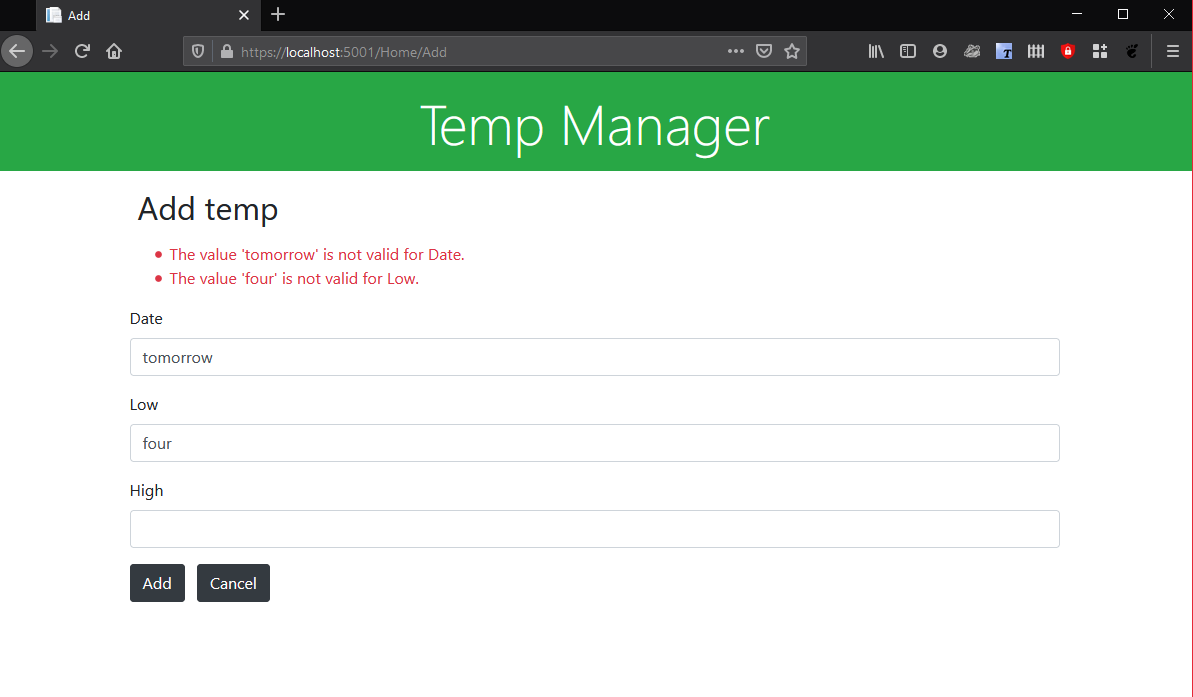 Add
https://localhost:5001/Home/Add
Temp Manager
Add temp
The value 'tomorrow' is not valid for Date.
The value 'four' is not valid for Low.
Date
tomorrow
Low
four
High
Add Cancel